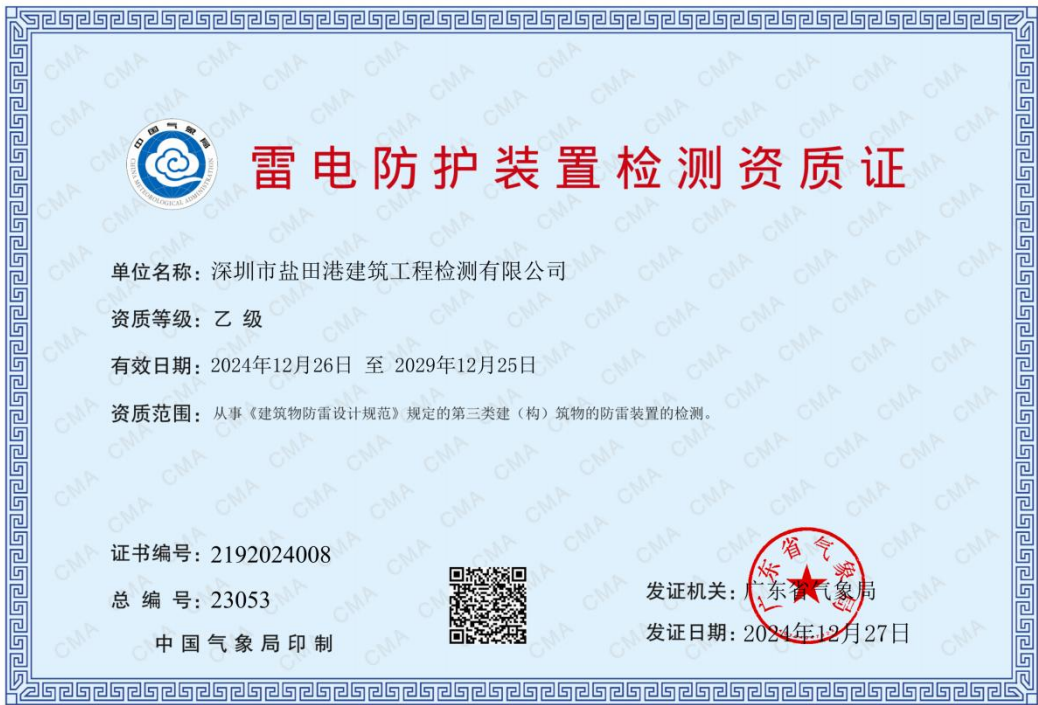 中国气象局
CHINA METEOROLOGICAL ADMINISTRATION
雷电防护装置检测资质证
单位名称：深圳市盐田港建筑工程检测有限公司
资质等级：乙 级
有效日期：2024年12月26日 至 2029年12月25日
资质范围：从事《建筑物防雷设计规范》规定的第三类建（构）筑物的防雷装置的检测。
证书编号：2192024008
总 编 号：23053
中国气象局印制
发证机关：广东省气象局
发证日期：2024年12月27日
广东省气象局
CMA